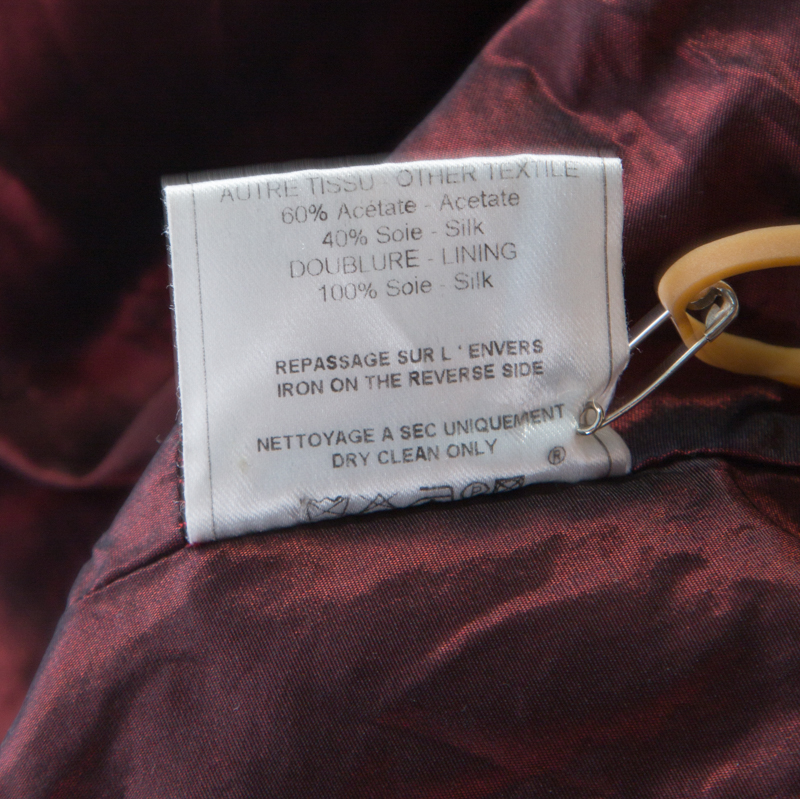 AUTRE TISSU - OTHER TEXTILE
60% Acétate - Acetate
40% Soie - Silk
DOUBLURE - LINING
100% Soie - Silk
REPASSAGE SUR L ' ENVERS
IRON ON THE REVERSE SIDE
NETTOYAGE A SEC UNIQUEMENT
DRY CLEAN ONLY
®